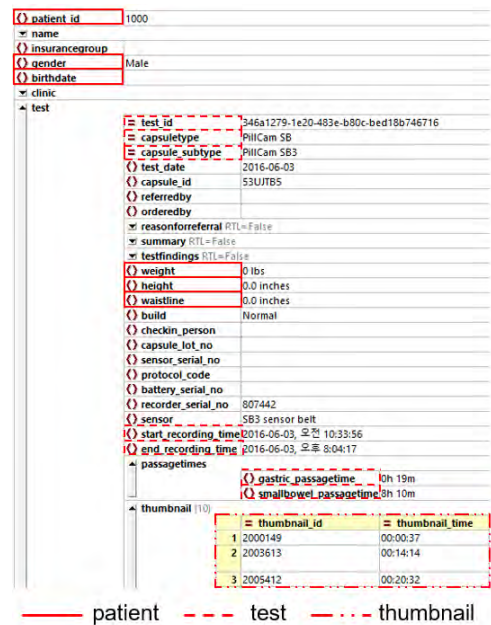 patient_id 1000
name
insurancegroup
gender Male
birthdate
clinic
test
= test_id 346a1279-1e20-483e-b80c-bed18b746716
= capsuletype PillCam SB
= capsule_subtype PillCam SB3
test_date 2016-06-03
capsule_id 53UJTB5
referredby
orderedby
reasonforreferral RTL=False
summary RTL=False
testfindings RTL=False
weight 0 lbs
height 0.0 inches
waistline 0.0 inches
build Normal
checkin_person
capsule_lot_no
sensor_serial_no
protocol_code
battery_serial_no
recorder_serial_no 807442
sensor SB3 sensor belt
start_recording_time 2016-06-03, 오전 10:33:56
end_recording_time 2016-06-03, 오후 8:04:17
passagetimes
gastric_passagetime 0h 19m
smallbowel_passagetime 8h 10m
thumbnail (10)
= thumbnail_id = thumbnail_time
1 2000149 00:00:37
2 2003613 00:14:14
3 2005412 00:20:32
patient test thumbnail